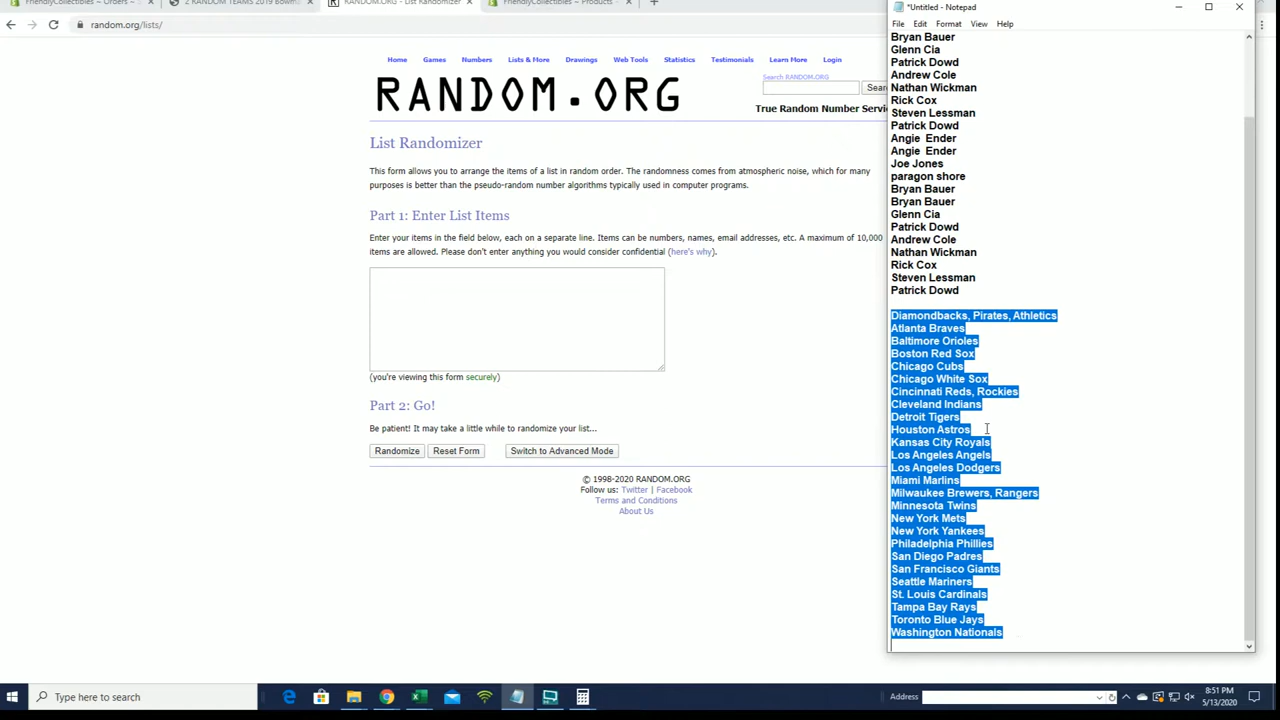 FriendlyCollectibles ~ Orders ~
2 RANDOM TEAMS 2019 Bowm
RANDOM.ORG - List Randomizer
FriendlyCollectibles ~ Products ~
random.org/lists/
*Untitled - Notepad
File Edit Format View Help
Home Games Numbers Lists & More Drawings Web Tools Statistics Testimonials Learn More Login
RANDOM.ORG
Search RANDOM.ORG
True Random Number Servi
List Randomizer
This form allows you to arrange the items of a list in random order. The randomness comes from atmospheric noise, which for many
purposes is better than the pseudo-random number algorithms typically used in computer programs.
Part 1: Enter List Items
Enter your items in the field below, each on a separate line. Items can be numbers, names, email addresses, etc. A maximum of 10,000
items are allowed. Please don't enter anything you would consider confidential (here's why).
(you're viewing this form securely)
Part 2: Go!
Be patient! It may take a little while to randomize your list...
Randomize Reset Form Switch to Advanced Mode
© 1998-2020 RANDOM.ORG
Follow us: Twitter | Facebook
Terms and Conditions
About Us
Bryan Bauer
Glenn Cia
Patrick Dowd
Andrew Cole
Nathan Wickman
Rick Cox
Steven Lessman
Patrick Dowd
Angie Ender
Angie Ender
Joe Jones
paragon shore
Bryan Bauer
Bryan Bauer
Glenn Cia
Patrick Dowd
Andrew Cole
Nathan Wickman
Rick Cox
Steven Lessman
Patrick Dowd
Diamondbacks, Pirates, Athletics
Atlanta Braves
Baltimore Orioles
Boston Red Sox
Chicago Cubs
Chicago White Sox
Cincinnati Reds, Rockies
Cleveland Indians
Detroit Tigers
Houston Astros
Kansas City Royals
Los Angeles Angels
Los Angeles Dodgers
Miami Marlins
Milwaukee Brewers, Rangers
Minnesota Twins
New York Mets
New York Yankees
Philadelphia Phillies
San Diego Padres
San Francisco Giants
Seattle Mariners
St. Louis Cardinals
Tampa Bay Rays
Toronto Blue Jays
Washington Nationals
Type here to search
Address
8:51 PM
5/13/2020